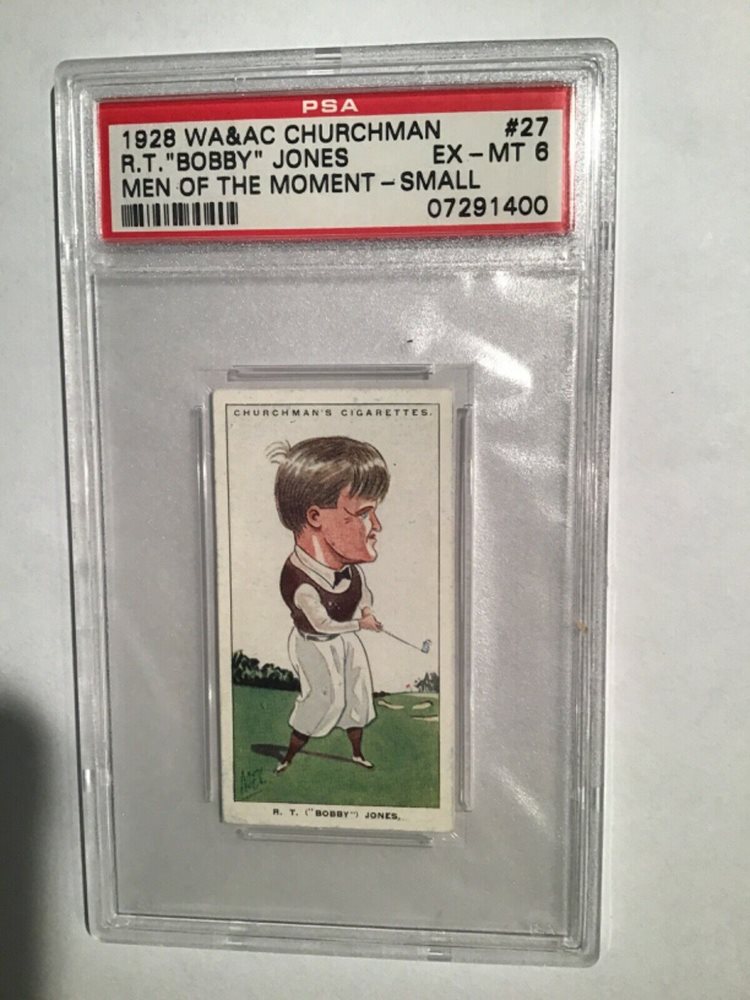 PSA
1928 WA&AC CHURCHMAN #27
R.T."BOBBY" JONES EX-MT 6
MEN OF THE MOMENT-SMALL
07291400
CHURCHMAN'S CIGARETTES.
R. T. ("BOBBY") JONES.